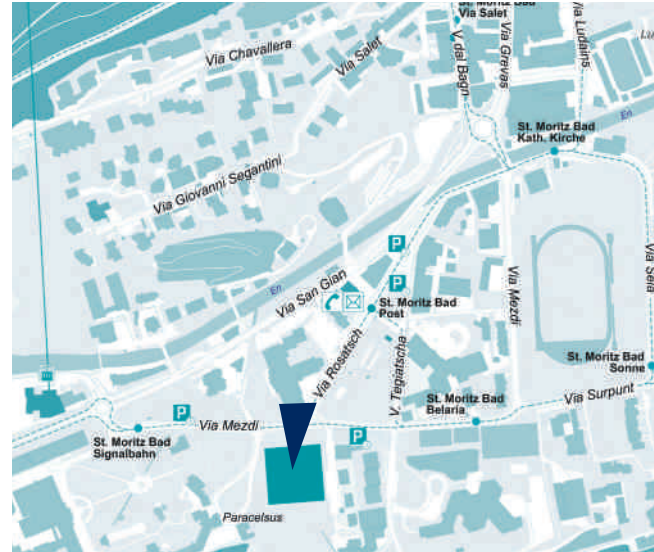 St. Moritz Bad
Via Salet
Via Chavallera
Via Salet
V. dal Bagn
Via Grevas
Via Ludains
St. Moritz Bad
Kath. Kirche
En
Via Giovanni Segantini
P
Via Mezdi
Via Sela
En
Via San Gian
P
St. Moritz Bad
Post
Via Rosatsch
V. Tegiatscha
St. Moritz Bad
Sonne
Via Surpunt
St. Moritz Bad
Belaria
P
Via Mezdi
P
St. Moritz Bad
Signalbahn
Paracelsus